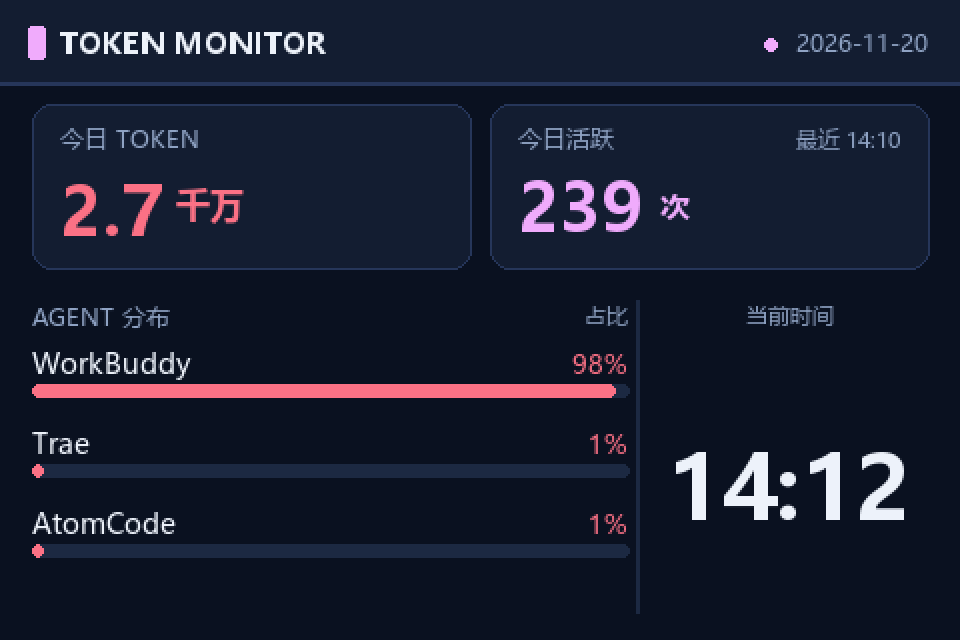 TOKEN MONITOR
2026-11-20
今日 TOKEN
2.7 千万
今日活跃
最近 14:10
239 次
AGENT 分布
占比
WorkBuddy
98%
Trae
1%
AtomCode
1%
当前时间
14:12